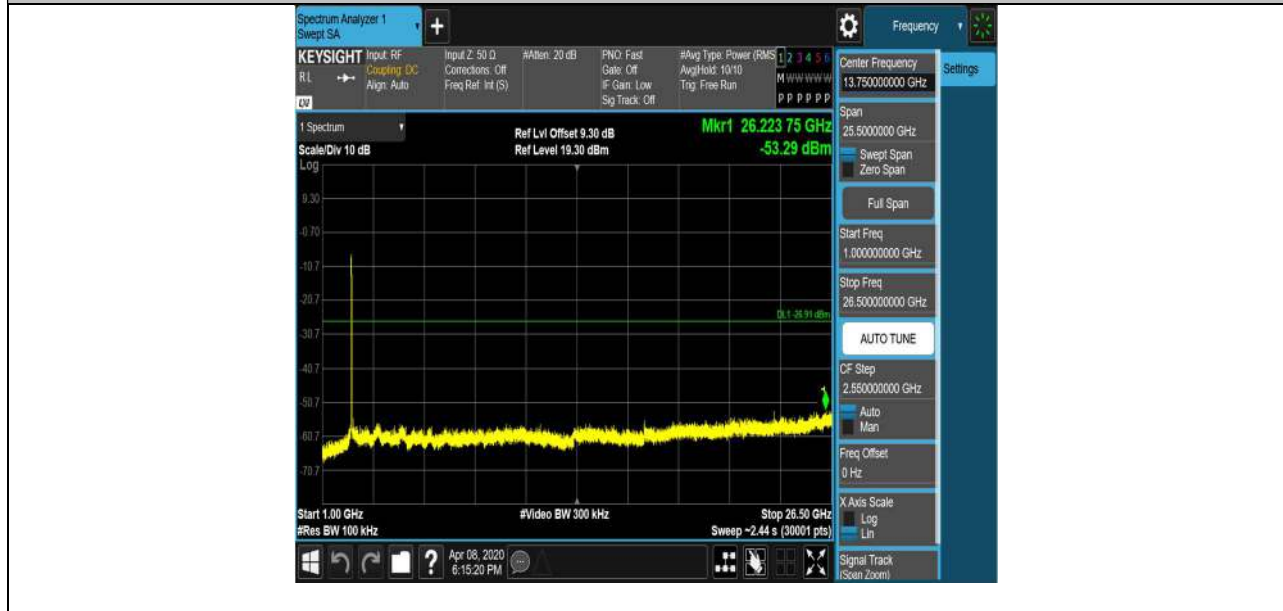 Spectrum Analyzer 1
Swept SA
+
Frequency
KEYSIGHT
RL
Input: RF
Coupling: DC
Align: Auto
Input Z: 50 Ω
Corrections: Off
Freq Ref: Int (S)
#Atten: 20 dB
PNO: Fast
Gate: Off
IF Gain: Low
Sig Track: Off
#Avg Type: Power (RMS
Avg|Hold: 10/10
Trig: Free Run
1 2 3 4 5 6
M W W W W W
P P P P P P
1 Spectrum
Scale/Div 10 dB
Ref Lvl Offset 9.30 dB
Ref Level 19.30 dBm
Mkr1 26.223 75 GHz
-53.29 dBm
Log
9.30
-0.70
-10.7
-20.7
-30.7
-40.7
-50.7
-60.7
-70.7
DL1 -26.91 dBm
1
Start 1.00 GHz
#Res BW 100 kHz
#Video BW 300 kHz
Stop 26.50 GHz
Sweep ~2.44 s (30001 pts)
Apr 08, 2020
6:15:20 PM
?
Center Frequency
13.750000000 GHz
Settings
Span
25.5000000 GHz
Swept Span
Zero Span
Full Span
Start Freq
1.000000000 GHz
Stop Freq
26.500000000 GHz
AUTO TUNE
CF Step
2.550000000 GHz
Auto
Man
Freq Offset
0 Hz
X Axis Scale
Log
Lin
Signal Track
(Span Zoom)